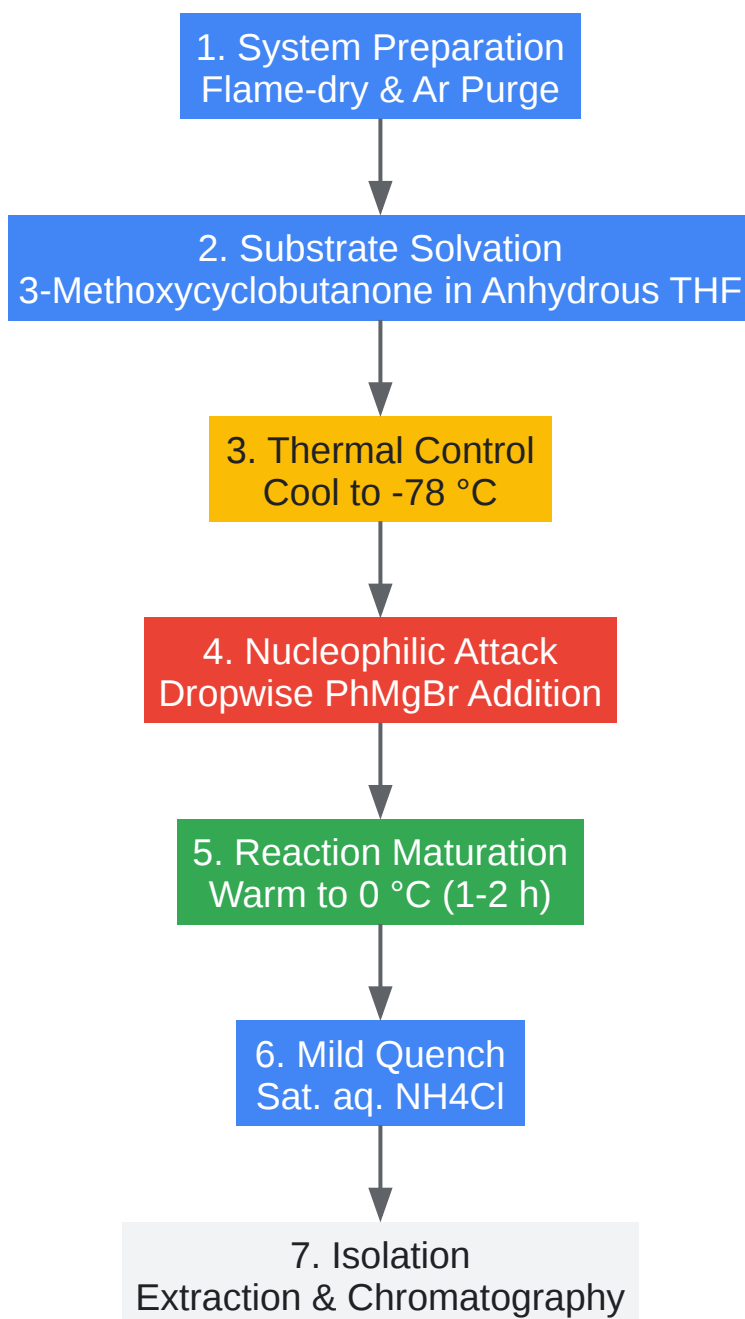 1. System Preparation
Flame-dry & Ar Purge
2. Substrate Solvation
3-Methoxycyclobutanone in Anhydrous THF
3. Thermal Control
Cool to -78 °C
4. Nucleophilic Attack
Dropwise PhMgBr Addition
5. Reaction Maturation
Warm to 0 °C (1-2 h)
6. Mild Quench
Sat. aq. NH4Cl
7. Isolation
Extraction & Chromatography